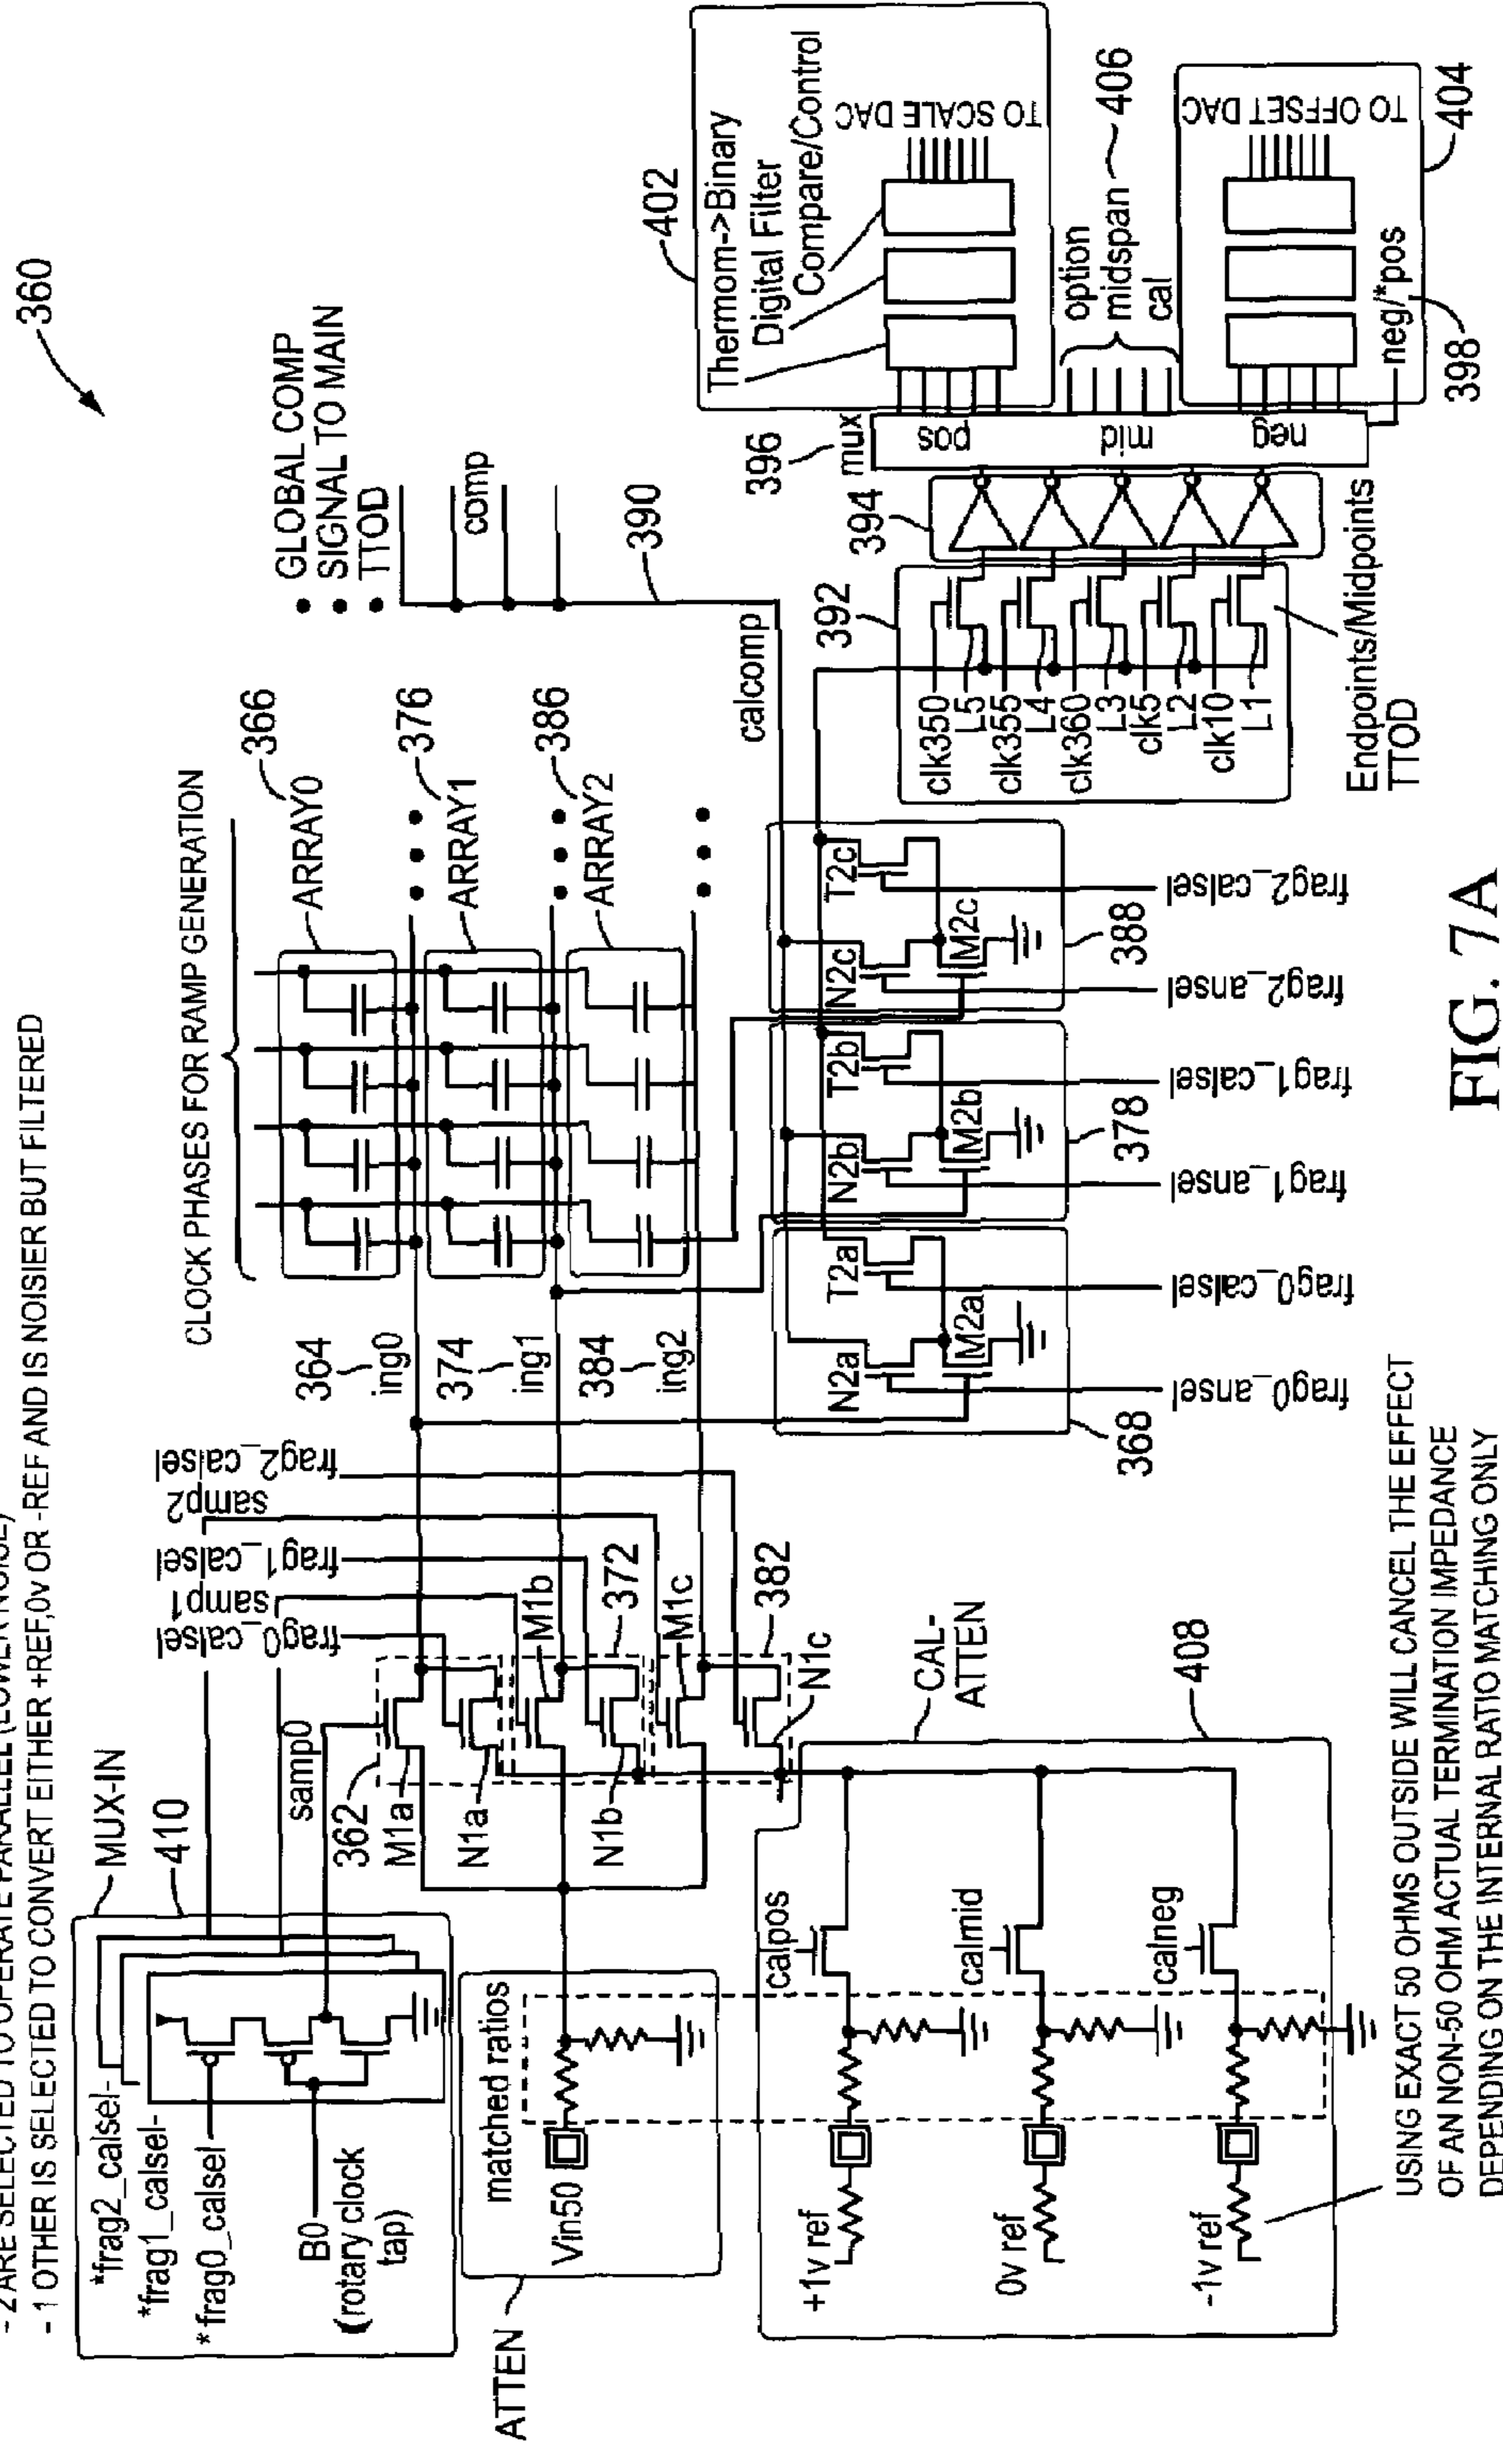 - 2 ARE SELECTED TO OPERATE PARALLEL (LOWER NOISE)
- 1 OTHER IS SELECTED TO CONVERT EITHER +REF,0v OR -REF AND IS NOISIER BUT FILTERED
360
MUX-IN
410
*frag2_calsel-
*frag1_calsel-
*frag0_calsel
B0
(rotary clock
tap)
samp0
frag0_calsel
samp1
frag1_calsel
samp2
frag2_calsel
362
M1a
N1a
N1b
M1b
372
M1c
382
N1c
ATTEN
matched ratios
Vin50
CAL-
ATTEN
408
calpos
calmid
calneg
+1v ref
0v ref
-1v ref
USING EXACT 50 OHMS OUTSIDE WILL CANCEL THE EFFECT
OF AN NON-50 OHM ACTUAL TERMINATION IMPEDANCE
DEPENDING ON THE INTERNAL RATIO MATCHING ONLY
CLOCK PHASES FOR RAMP GENERATION
364
ing0
374
ing1
384
ing2
366
ARRAY0
376
ARRAY1
386
ARRAY2
GLOBAL COMP
SIGNAL TO MAIN
TTOD
comp
390
calcomp
N2a
T2a
M2a
368
frag0_ansel
frag0_calsel
N2b
T2b
M2b
378
frag1_ansel
frag1_calsel
N2c
T2c
M2c
388
frag2_ansel
frag2_calsel
392
clk350
L5
clk355
L4
clk360
L3
clk5
L2
clk10
L1
Endpoints/Midpoints
TTOD
394
396
mux
pos
mid
neg
402
Thermom->Binary
Digital Filter
Compare/Control
TO SCALE DAC
option
midspan
cal
406
TO OFFSET DAC
404
neg/*pos
398
FIG. 7A